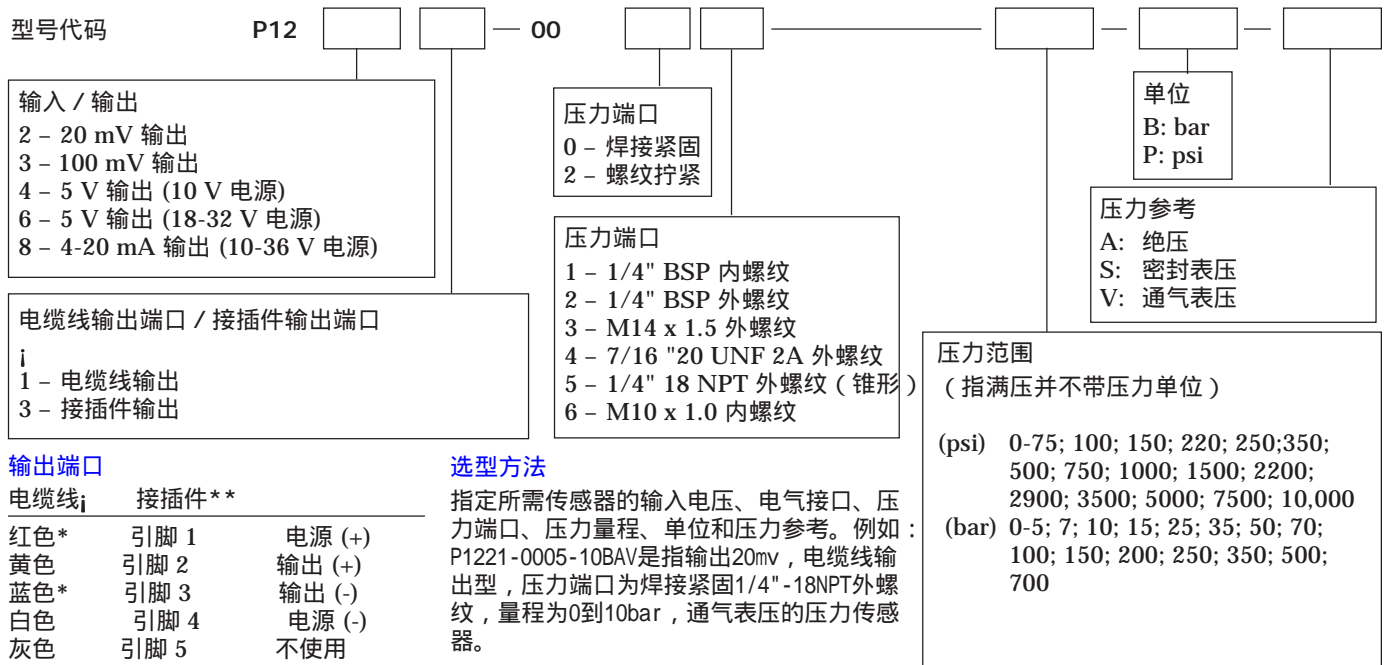 型号代码 P12 — 00 — —
输入 / 输出
2 – 20 mV 输出
3 – 100 mV 输出
4 – 5 V 输出 (10 V 电源)
6 – 5 V 输出 (18-32 V 电源)
8 – 4-20 mA 输出 (10-36 V 电源)
电缆线输出端口 / 接插件输出端口
¡
1 – 电缆线输出
3 – 接插件输出
压力端口
0 – 焊接紧固
2 – 螺纹拧紧
压力端口
1 – 1/4" BSP 内螺纹
2 – 1/4" BSP 外螺纹
3 – M14 x 1.5 外螺纹
4 – 7/16 "20 UNF 2A 外螺纹
5 – 1/4" 18 NPT 外螺纹（锥形）
6 – M10 x 1.0 内螺纹
单位
B: bar
P: psi
压力参考
A: 绝压
S: 密封表压
V: 通气表压
压力范围
（指满压并不带压力单位）
(psi) 0-75; 100; 150; 220; 250;350;
500; 750; 1000; 1500; 2200;
2900; 3500; 5000; 7500; 10,000
(bar) 0-5; 7; 10; 15; 25; 35; 50; 70;
100; 150; 200; 250; 350; 500;
700
输出端口
电缆线¡ 接插件**
红色* 引脚 1 电源 (+)
黄色 引脚 2 输出 (+)
蓝色* 引脚 3 输出 (-)
白色 引脚 4 电源 (-)
灰色 引脚 5 不使用
选型方法
指定所需传感器的输入电压、电气接口、压
力端口、压力量程、单位和压力参考。例如：
P1221-0005-10BAV是指输出20mv，电缆线输
出型，压力端口为焊接紧固1/4"-18NPT外螺
纹，量程为0到10bar，通气表压的压力传感
器。